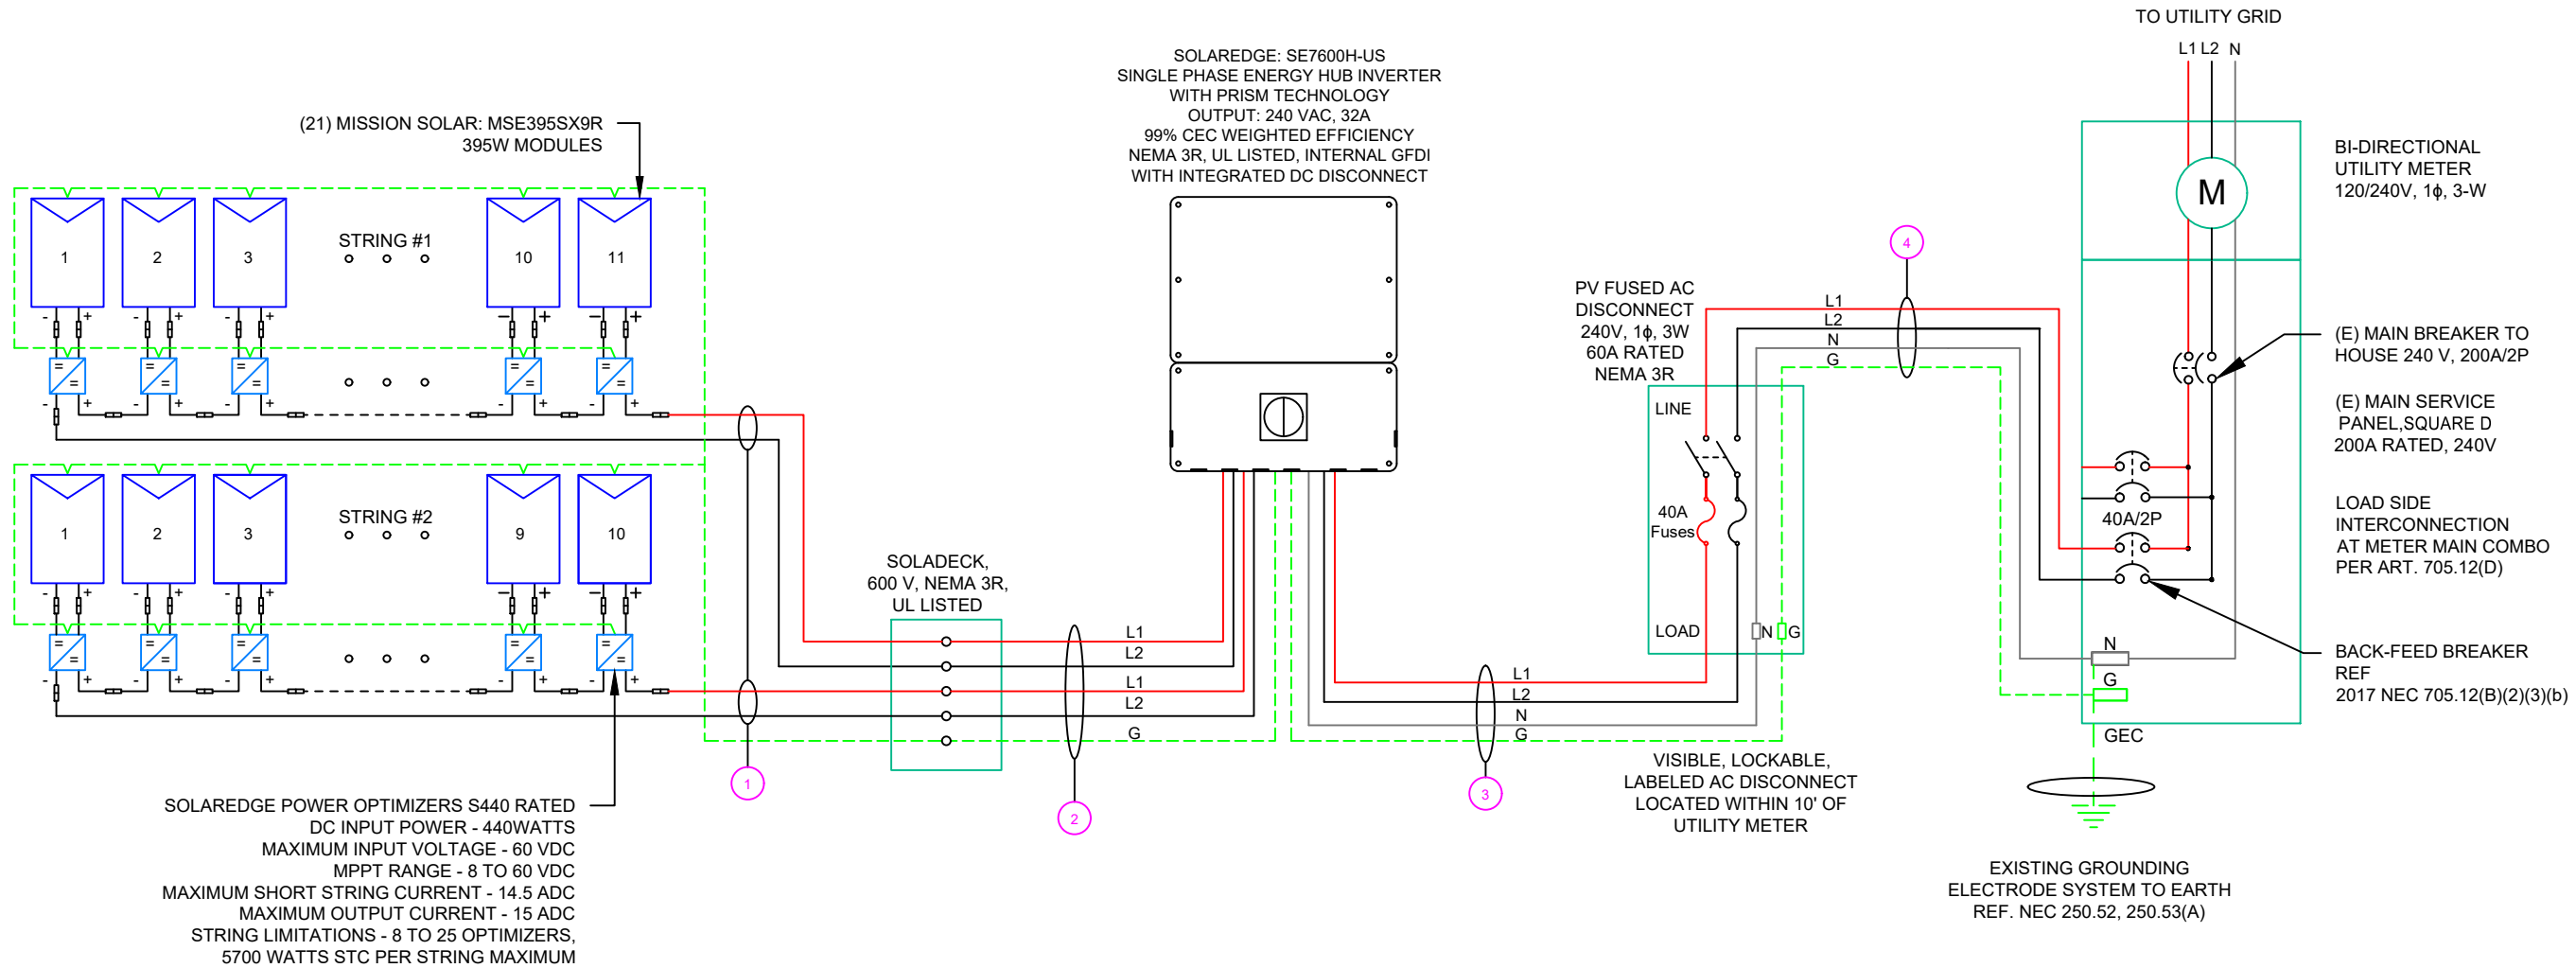 TO UTILITY GRID
L1 L2 N
SOLAREDGE: SE7600H-US
SINGLE PHASE ENERGY HUB INVERTER
WITH PRISM TECHNOLOGY
OUTPUT: 240 VAC, 32A
99% CEC WEIGHTED EFFICIENCY
NEMA 3R, UL LISTED, INTERNAL GFDI
WITH INTEGRATED DC DISCONNECT
(21) MISSION SOLAR: MSE395SX9R
395W MODULES
STRING #1
1 2 3 10 11
- + - + - + - + - +
= = = = = = = = = =
- + - + - + - + - +
STRING #2
1 2 3 9 10
- + - + - + - + - +
= = = = = = = = = =
- + - + - + - + - +
SOLAREDGE POWER OPTIMIZERS S440 RATED
DC INPUT POWER - 440WATTS
MAXIMUM INPUT VOLTAGE - 60 VDC
MPPT RANGE - 8 TO 60 VDC
MAXIMUM SHORT STRING CURRENT - 14.5 ADC
MAXIMUM OUTPUT CURRENT - 15 ADC
STRING LIMITATIONS - 8 TO 25 OPTIMIZERS,
5700 WATTS STC PER STRING MAXIMUM
1
SOLADECK,
600 V, NEMA 3R,
UL LISTED
L1
L2
L1
L2
G
2
L1
L2
N
G
3
PV FUSED AC
DISCONNECT
240V, 1ϕ, 3W
60A RATED
NEMA 3R
LINE
40A
Fuses
LOAD
N G
VISIBLE, LOCKABLE,
LABELED AC DISCONNECT
LOCATED WITHIN 10' OF
UTILITY METER
4
L1
L2
N
G
M
BI-DIRECTIONAL
UTILITY METER
120/240V, 1ϕ, 3-W
(E) MAIN BREAKER TO
HOUSE 240 V, 200A/2P
(E) MAIN SERVICE
PANEL,SQUARE D
200A RATED, 240V
40A/2P
LOAD SIDE
INTERCONNECTION
AT METER MAIN COMBO
PER ART. 705.12(D)
BACK-FEED BREAKER
REF
2017 NEC 705.12(B)(2)(3)(b)
N
G
GEC
EXISTING GROUNDING
ELECTRODE SYSTEM TO EARTH
REF. NEC 250.52, 250.53(A)